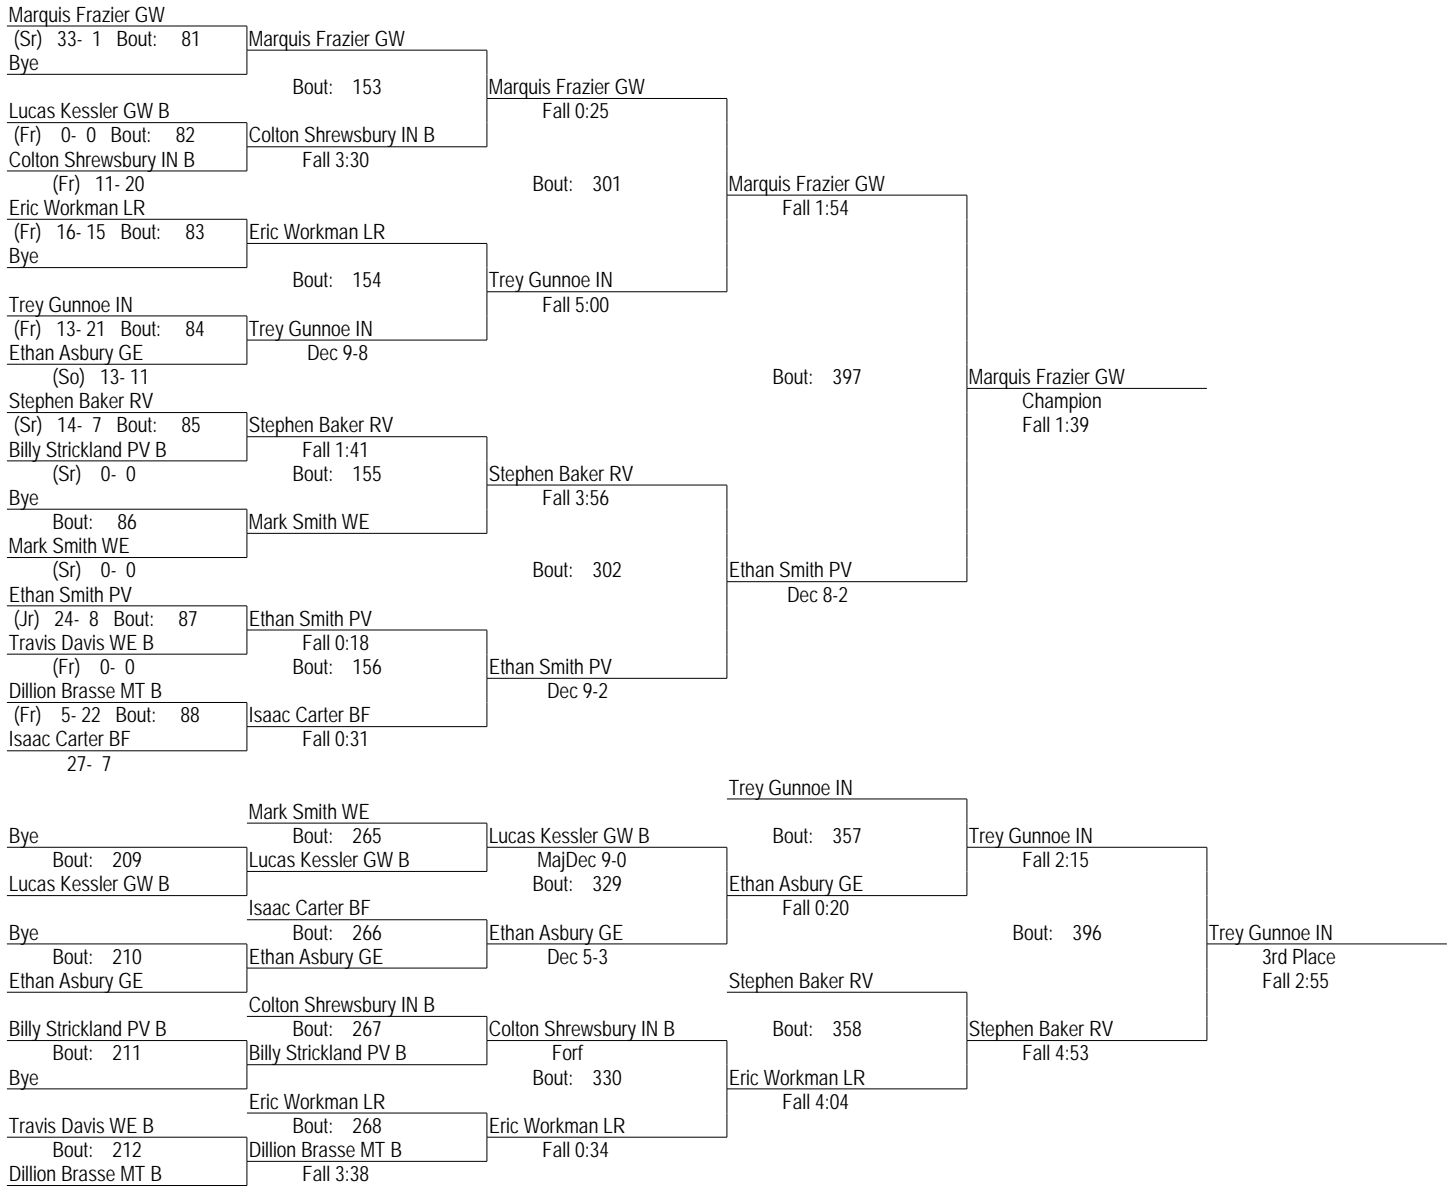 Marquis Frazier GW
(Sr) 33- 1 Bout: 81
Bye
Lucas Kessler GW B
(Fr) 0- 0 Bout: 82
Colton Shrewsbury IN B
(Fr) 11- 20
Eric Workman LR
(Fr) 16- 15 Bout: 83
Bye
Trey Gunnoe IN
(Fr) 13- 21 Bout: 84
Ethan Asbury GE
(So) 13- 11
Stephen Baker RV
(Sr) 14- 7 Bout: 85
Billy Strickland PV B
(Sr) 0- 0
Bye
Bout: 86
Mark Smith WE
(Sr) 0- 0
Ethan Smith PV
(Jr) 24- 8 Bout: 87
Travis Davis WE B
(Fr) 0- 0
Dillion Brasse MT B
(Fr) 5- 22 Bout: 88
Isaac Carter BF
27- 7
Marquis Frazier GW
Bout: 153
Colton Shrewsbury IN B
Fall 3:30
Eric Workman LR
Bout: 154
Trey Gunnoe IN
Dec 9-8
Stephen Baker RV
Fall 1:41
Bout: 155
Mark Smith WE
Ethan Smith PV
Fall 0:18
Bout: 156
Isaac Carter BF
Fall 0:31
Marquis Frazier GW
Fall 0:25
Bout: 301
Trey Gunnoe IN
Fall 5:00
Stephen Baker RV
Fall 3:56
Bout: 302
Ethan Smith PV
Dec 9-2
Marquis Frazier GW
Fall 1:54
Bout: 397
Ethan Smith PV
Dec 8-2
Marquis Frazier GW
Champion
Fall 1:39
Bye
Bout: 209
Lucas Kessler GW B
Bye
Bout: 210
Ethan Asbury GE
Billy Strickland PV B
Bout: 211
Bye
Travis Davis WE B
Bout: 212
Dillion Brasse MT B
Mark Smith WE
Bout: 265
Lucas Kessler GW B
Isaac Carter BF
Bout: 266
Ethan Asbury GE
Colton Shrewsbury IN B
Bout: 267
Billy Strickland PV B
Eric Workman LR
Bout: 268
Dillion Brasse MT B
Fall 3:38
Lucas Kessler GW B
MajDec 9-0
Bout: 329
Ethan Asbury GE
Dec 5-3
Colton Shrewsbury IN B
Forf
Bout: 330
Eric Workman LR
Fall 0:34
Trey Gunnoe IN
Bout: 357
Ethan Asbury GE
Fall 0:20
Stephen Baker RV
Bout: 358
Eric Workman LR
Fall 4:04
Trey Gunnoe IN
Fall 2:15
Bout: 396
Stephen Baker RV
Fall 4:53
Trey Gunnoe IN
3rd Place
Fall 2:55